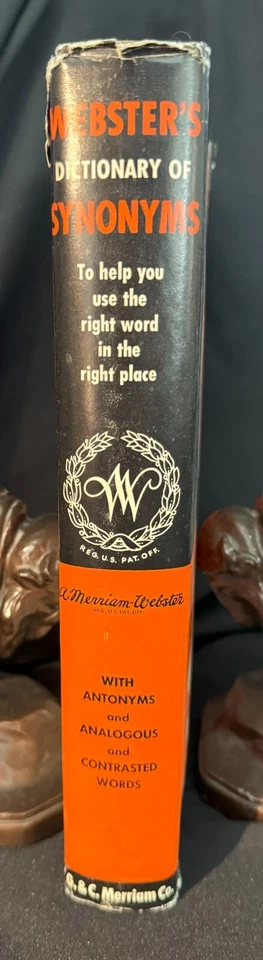 WEBSTER'S
DICTIONARY OF
SYNONYMS
To help you
use the
right word
in the
right place
W
REG. U.S. PAT. OFF.
a Merriam-Webster
REG. U.S. PAT. OFF.
WITH
ANTONYMS
and
ANALOGOUS
and
CONTRASTED
WORDS
G. & C. Merriam Co.